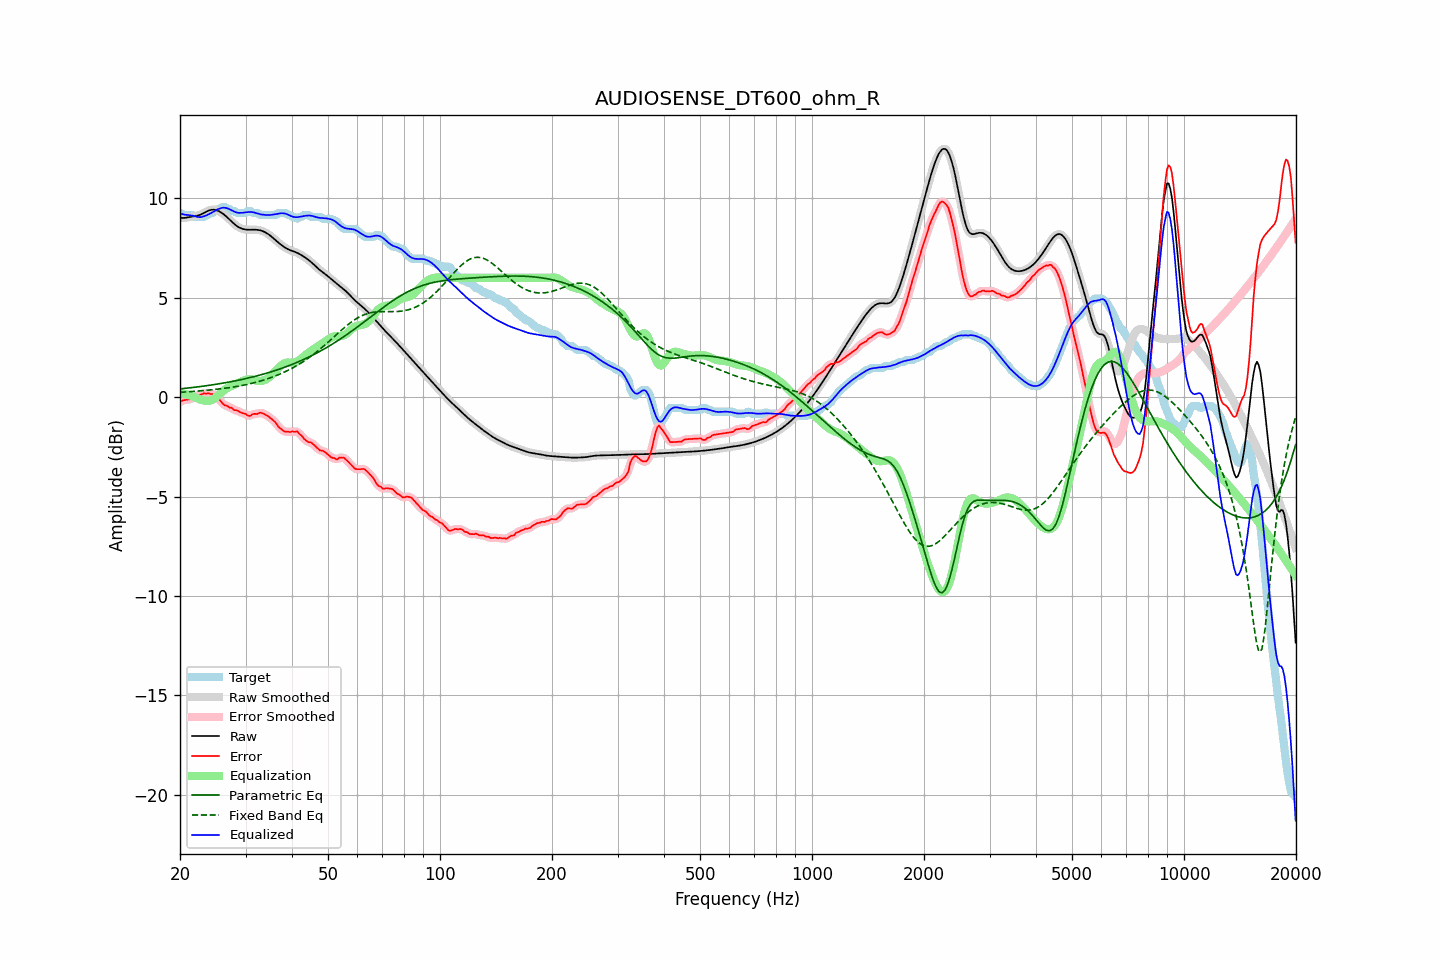 AUDIOSENSE_DT600_ohm_R
Amplitude (dBr)
10
5
0
−5
−10
−15
−20
Target
Raw Smoothed
Error Smoothed
Raw
Error
Equalization
Parametric Eq
Fixed Band Eq
Equalized
20 50 100 200 500 1000 2000 5000 10000 20000
Frequency (Hz)